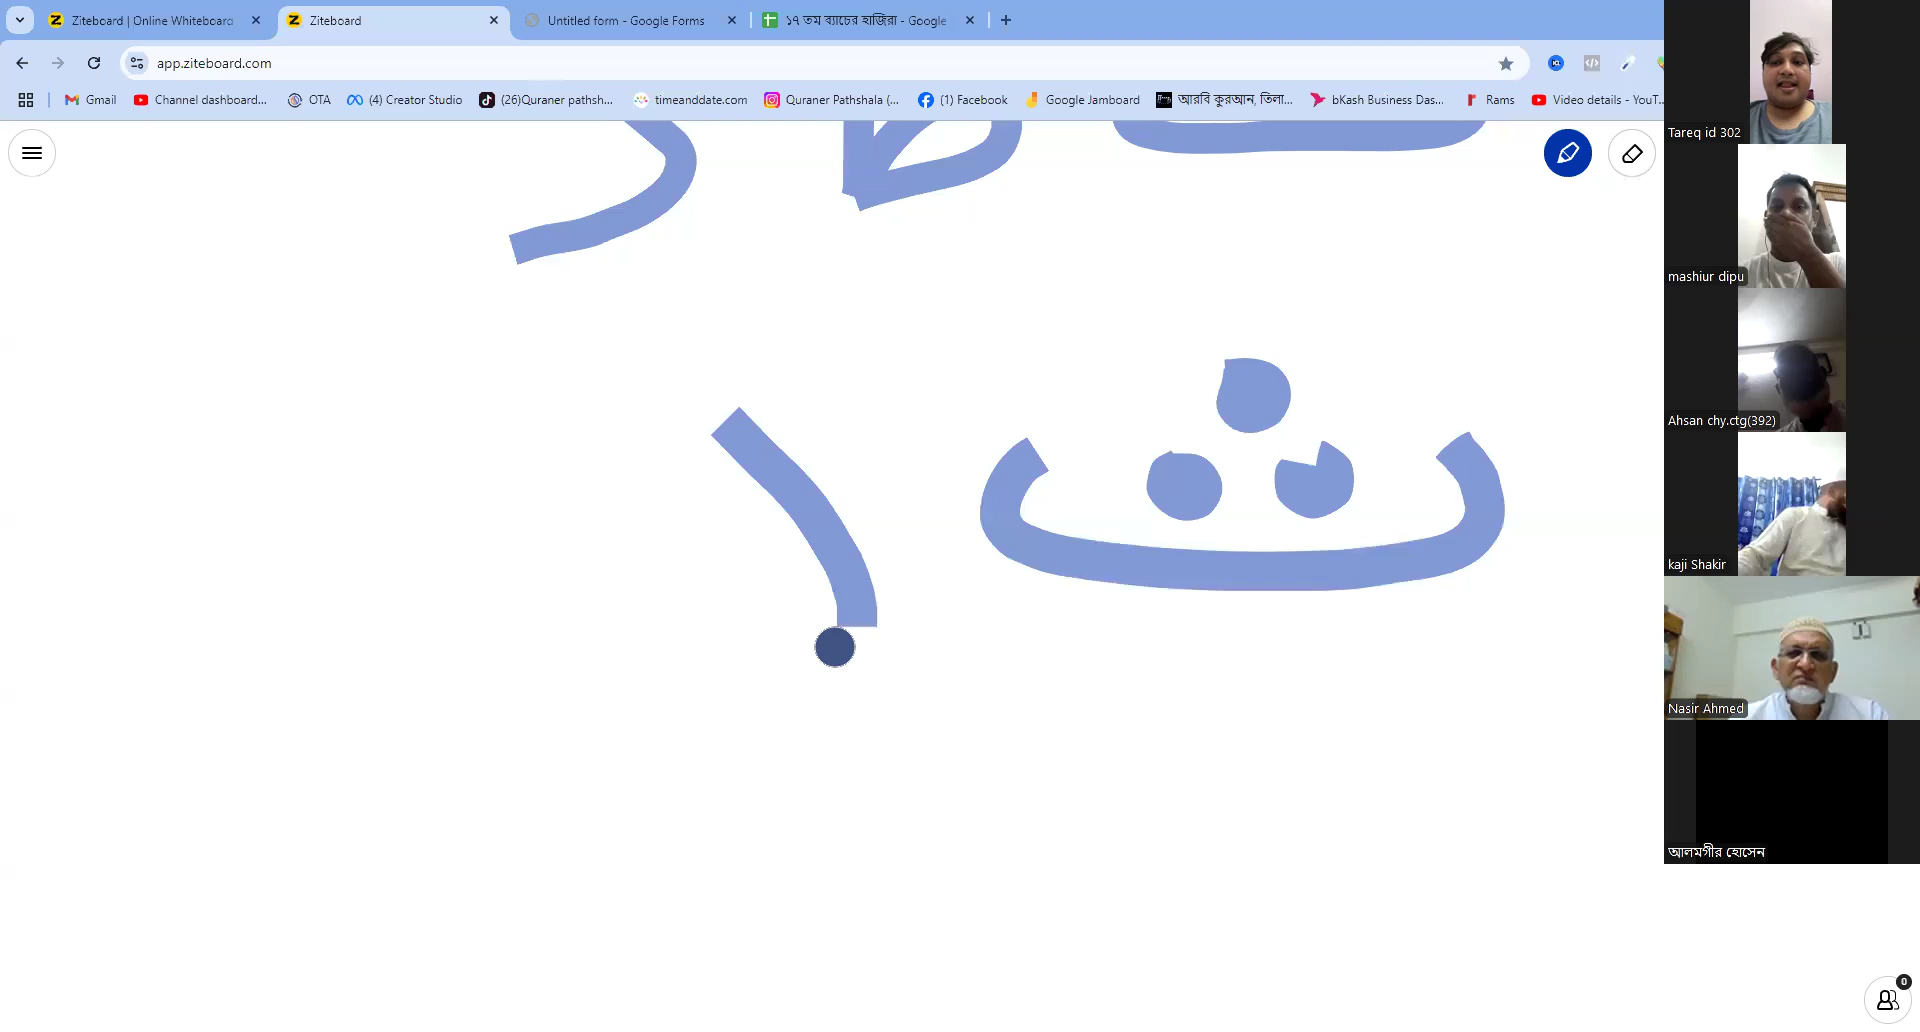 Ziteboard | Online Whiteboard
Ziteboard
Untitled form - Google Forms
১৭ তম ব্যাচের হাজিরা - Google
app.ziteboard.com
Gmail
Channel dashboard...
OTA
(4) Creator Studio
(26)Quraner pathsh...
timeanddate.com
Quraner Pathshala (...
(1) Facebook
Google Jamboard
আরবি কুরআন, তিলা...
bKash Business Das...
Rams
Video details - YouT...
Tareq id 302
mashiur dipu
ث
Ahsan chy.ctg(392)
kaji Shakir
Nasir Ahmed
আলমগীর হোসেন
0